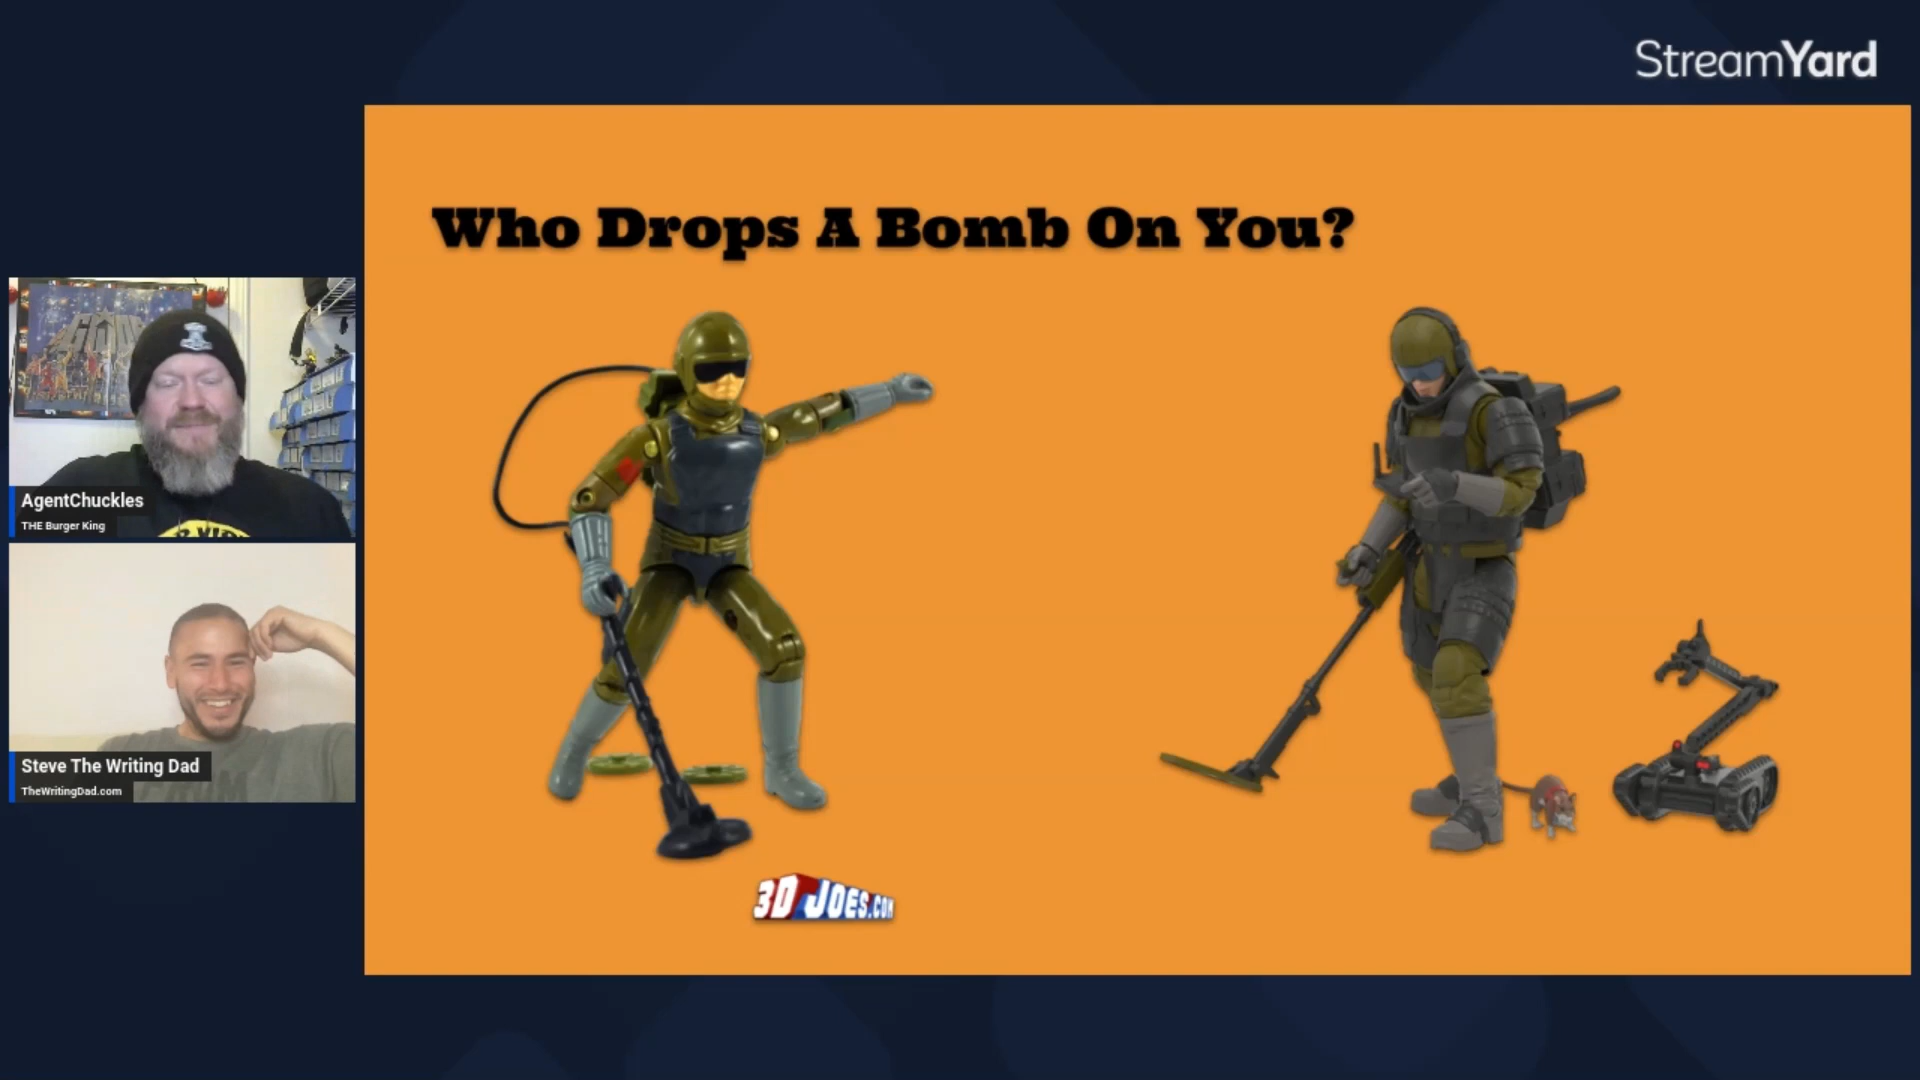 StreamYard
Who Drops A Bomb On You?
AgentChuckles
THE Burger King
Steve The Writing Dad
TheWritingDad.com
3D JOES.COM